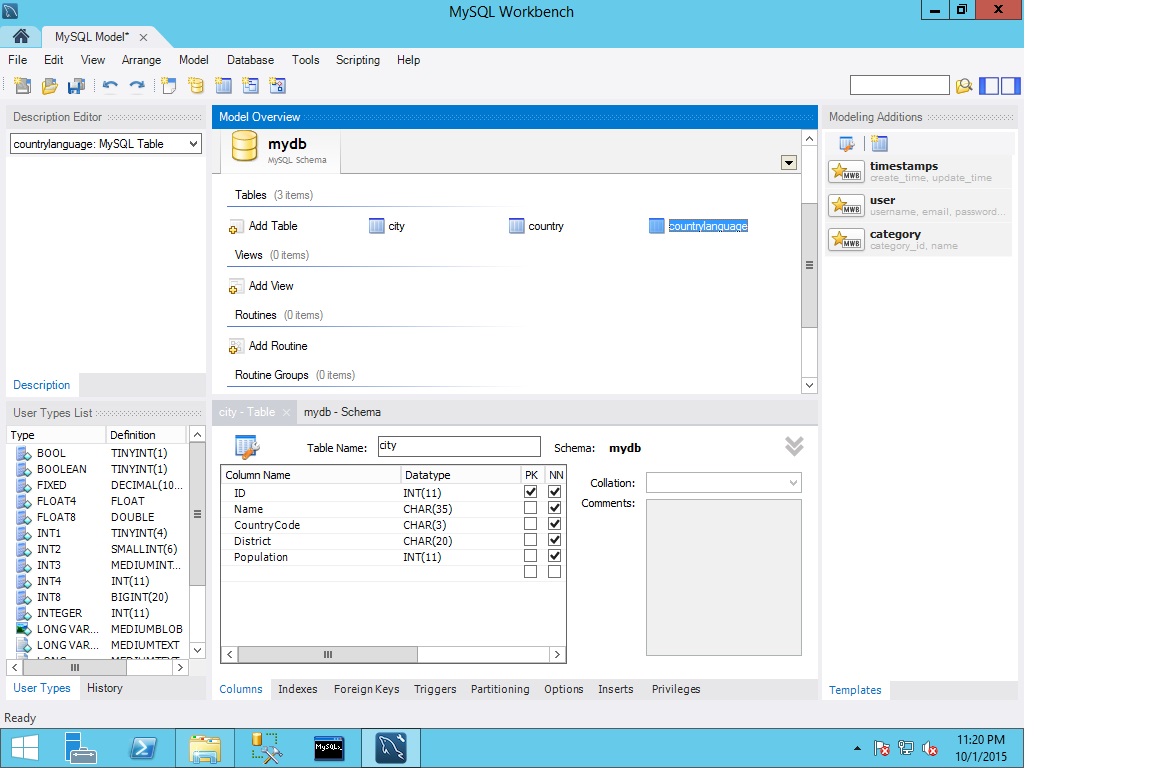 MySQL Workbench
MySQL Model*
File Edit View Arrange Model Database Tools Scripting Help
Description Editor
countrylanguage: MySQL Table
Description
User Types List
Type Definition
BOOL TINYINT(1)
BOOLEAN TINYINT(1)
FIXED DECIMAL(10...
FLOAT4 FLOAT
FLOAT8 DOUBLE
INT1 TINYINT(4)
INT2 SMALLINT(6)
INT3 MEDIUMINT...
INT4 INT(11)
INT8 BIGINT(20)
INTEGER INT(11)
LONG VAR... MEDIUMBLOB
LONG VAR... MEDIUMTEXT
LONG MEDIUMTEXT
User Types History
Model Overview
mydb
MySQL Schema
Tables (3 items)
Add Table city country countrylanguage
Views (0 items)
Add View
Routines (0 items)
Add Routine
Routine Groups (0 items)
city - Table mydb - Schema
Table Name: city Schema: mydb
Column Name Datatype PK NN
ID INT(11)
Name CHAR(35)
CountryCode CHAR(3)
District CHAR(20)
Population INT(11)
Collation:
Comments:
Columns Indexes Foreign Keys Triggers Partitioning Options Inserts Privileges
Modeling Additions
MWB
timestamps
create_time, update_time
MWB
user
username, email, password...
MWB
category
category_id, name
Templates
Ready
MySQL>
11:20 PM
10/1/2015